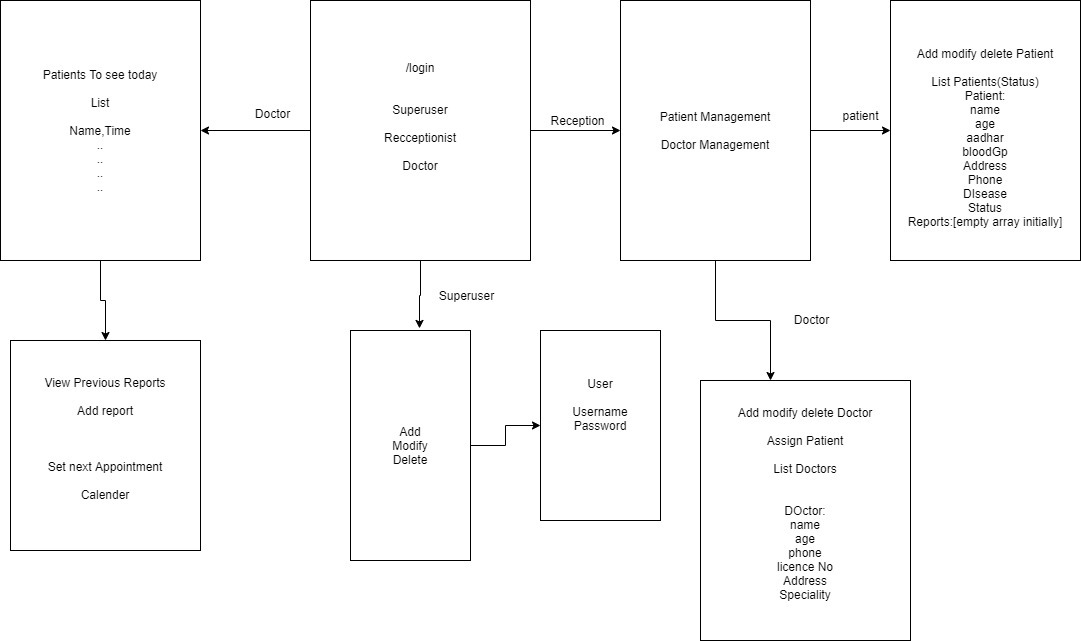 Patients To see today
List
Name,Time
..
..
..
..
Doctor
/login
Superuser
Recceptionist
Doctor
Reception
Patient Management
Doctor Management
patient
Add modify delete Patient
List Patients(Status)
Patient:
name
age
aadhar
bloodGp
Address
Phone
DIsease
Status
Reports:[empty array initially]
Superuser
Doctor
View Previous Reports
Add report
Set next Appointment
Calender
Add
Modify
Delete
User
Username
Password
Add modify delete Doctor
Assign Patient
List Doctors
DOctor:
name
age
phone
licence No
Address
Speciality